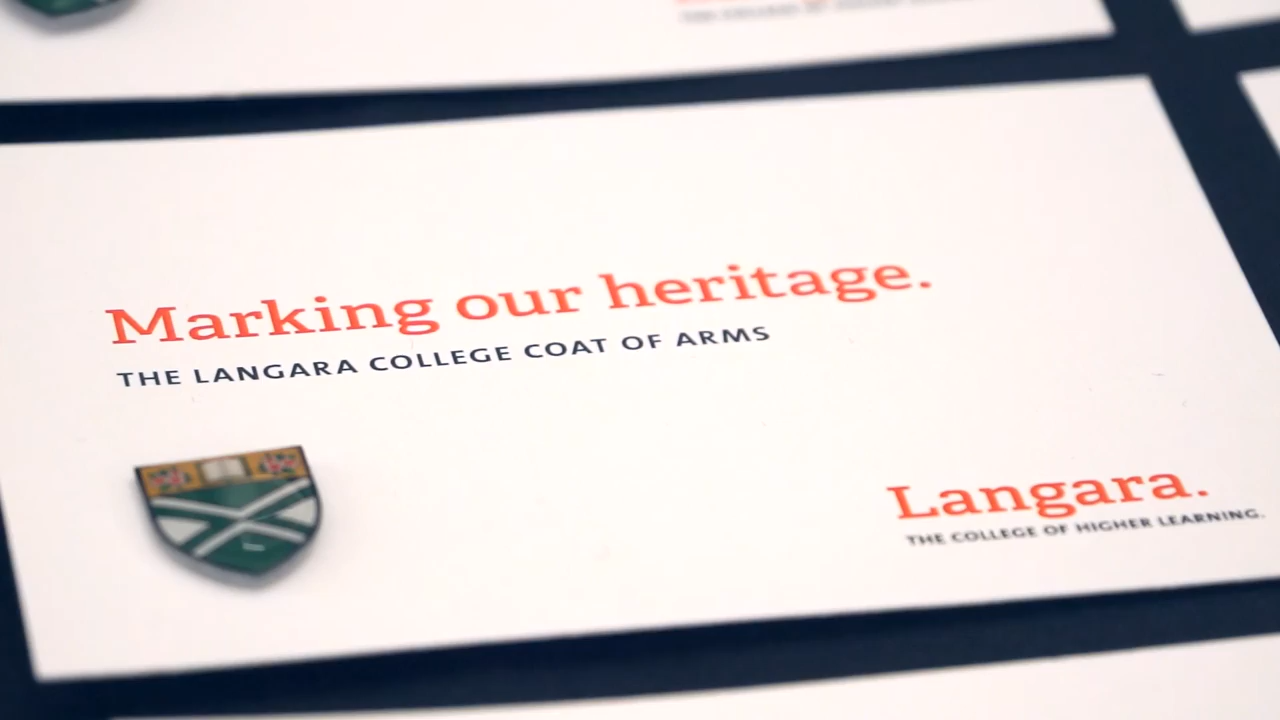 Marking our heritage.
THE LANGARA COLLEGE COAT OF ARMS
Langara.
THE COLLEGE OF HIGHER LEARNING.